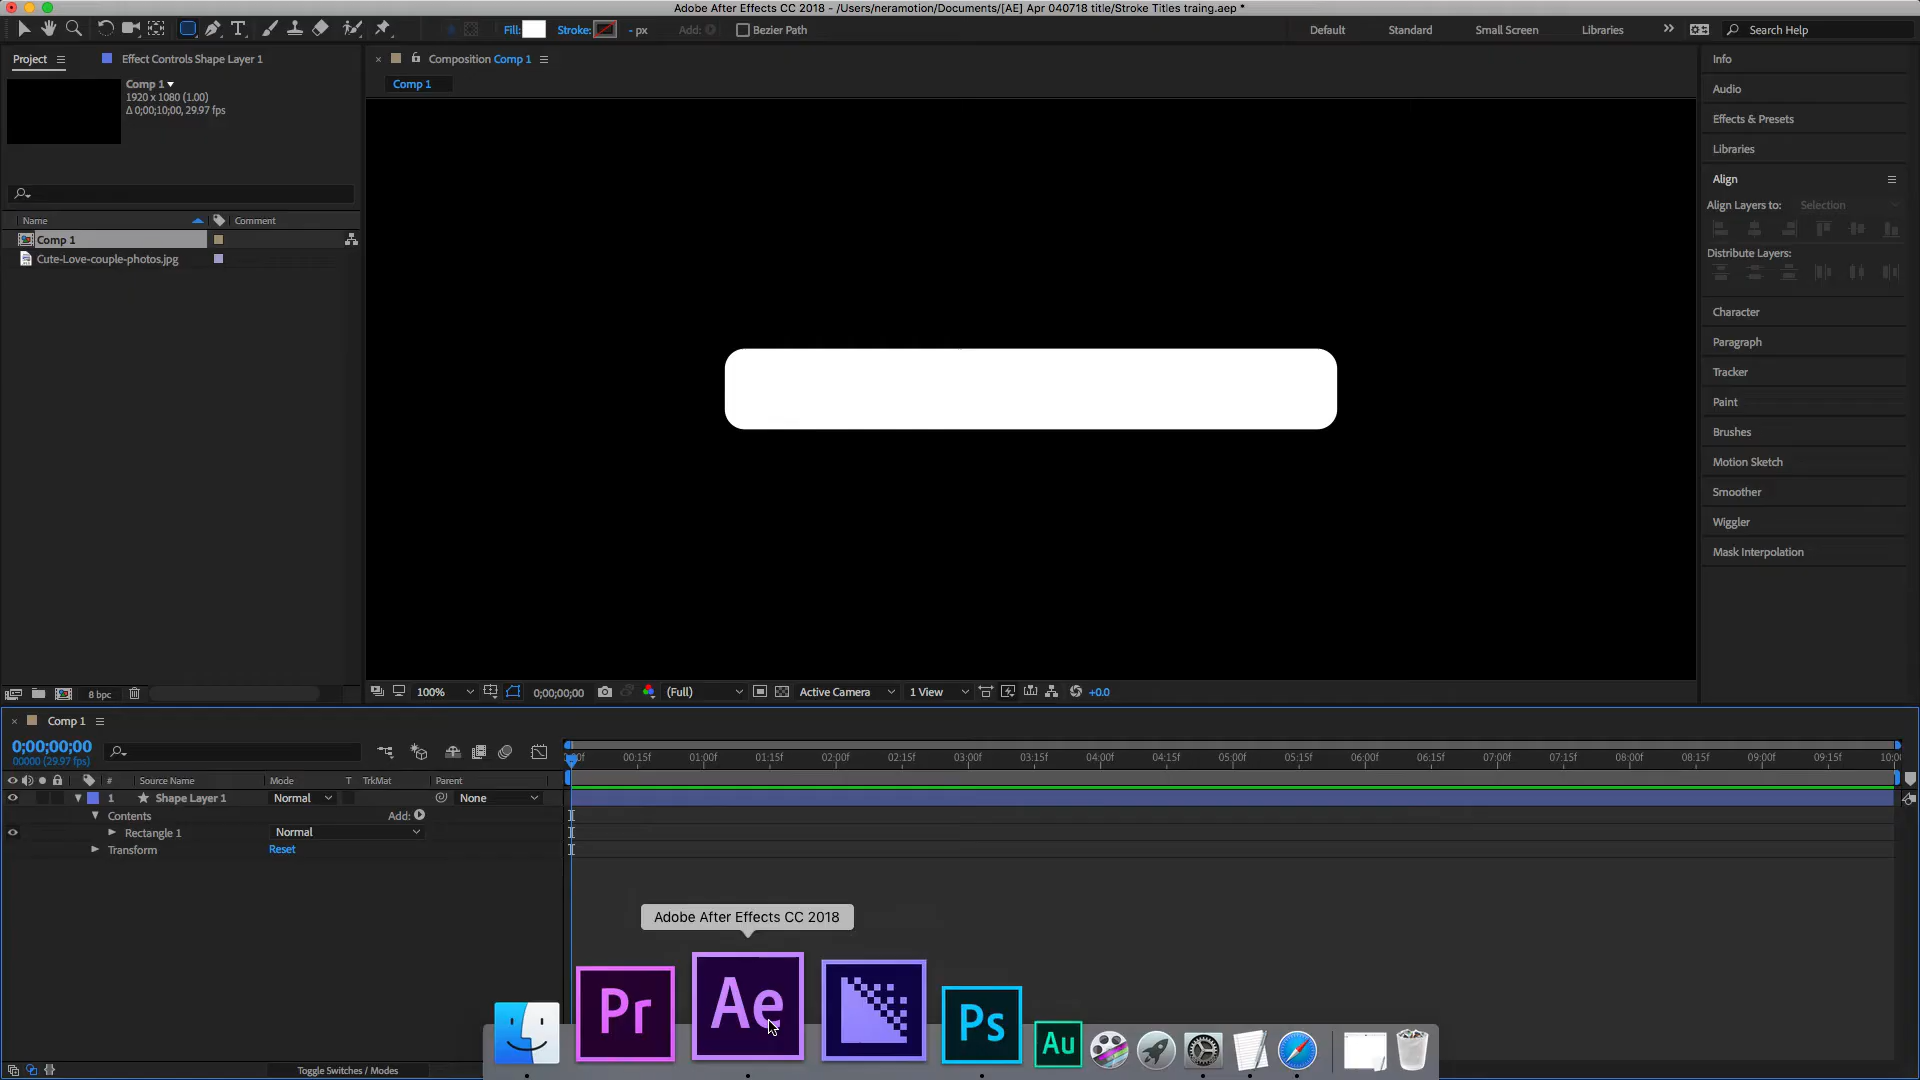 Adobe After Effects CC 2018 - /Users/neramotion/Documents/[AE] Apr 040718 title/Stroke Titles traing.aep *
Fill: Stroke: - px Add: Bezier Path Default Standard Small Screen Libraries Search Help
Project Effect Controls Shape Layer 1
Comp 1
1920 x 1080 (1.00)
Δ 0;00;10;00, 29.97 fps
Name Comment
Comp 1
Cute-Love-couple-photos.jpg
8 bpc
Composition Comp 1
Comp 1
100% 0;00;00;00 (Full) Active Camera 1 View +0.0
Info
Audio
Effects & Presets
Libraries
Align
Align Layers to: Selection
Distribute Layers:
Character
Paragraph
Tracker
Paint
Brushes
Motion Sketch
Smoother
Wiggler
Mask Interpolation
Comp 1
0;00;00;00
00000 (29.97 fps)
00:15f 01:00f 01:15f 02:00f 02:15f 03:00f 03:15f 04:00f 04:15f 05:00f 05:15f 06:00f 06:15f 07:00f 07:15f 08:00f 08:15f 09:00f 09:15f
# Source Name Mode T TrkMat Parent
1 Shape Layer 1 Normal None
Contents Add:
Rectangle 1 Normal
Transform Reset
Adobe After Effects CC 2018
Pr Ae Ps Au
Toggle Switches / Modes